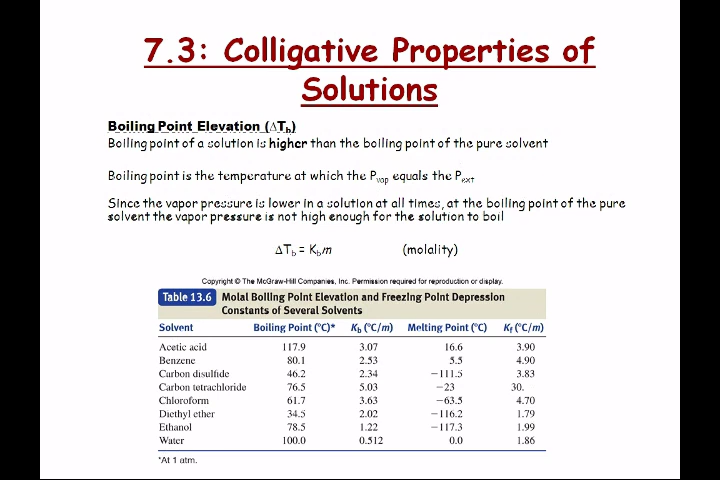 7.3: Colligative Properties of
Solutions
Boiling Point Elevation (ΔTb)
Boiling point of a solution is higher than the boiling point of the pure solvent
Boiling point is the temperature at which the Pvap equals the Pext
Since the vapor pressure is lower in a solution at all times, at the boiling point of the pure
solvent the vapor pressure is not high enough for the solution to boil
ΔTb = Kbm (molality)
Copyright © The McGraw-Hill Companies, Inc. Permission required for reproduction or display.
Table 13.6 Molal Boiling Point Elevation and Freezing Point Depression
Constants of Several Solvents
Solvent Boiling Point (°C)* Kb (°C/m) Melting Point (°C) Kf (°C/m)
Acetic acid 117.9 3.07 16.6 3.90
Benzene 80.1 2.53 5.5 4.90
Carbon disulfide 46.2 2.34 −111.5 3.83
Carbon tetrachloride 76.5 5.03 −23 30.
Chloroform 61.7 3.63 −63.5 4.70
Diethyl ether 34.5 2.02 −116.2 1.79
Ethanol 78.5 1.22 −117.3 1.99
Water 100.0 0.512 0.0 1.86
*At 1 atm.